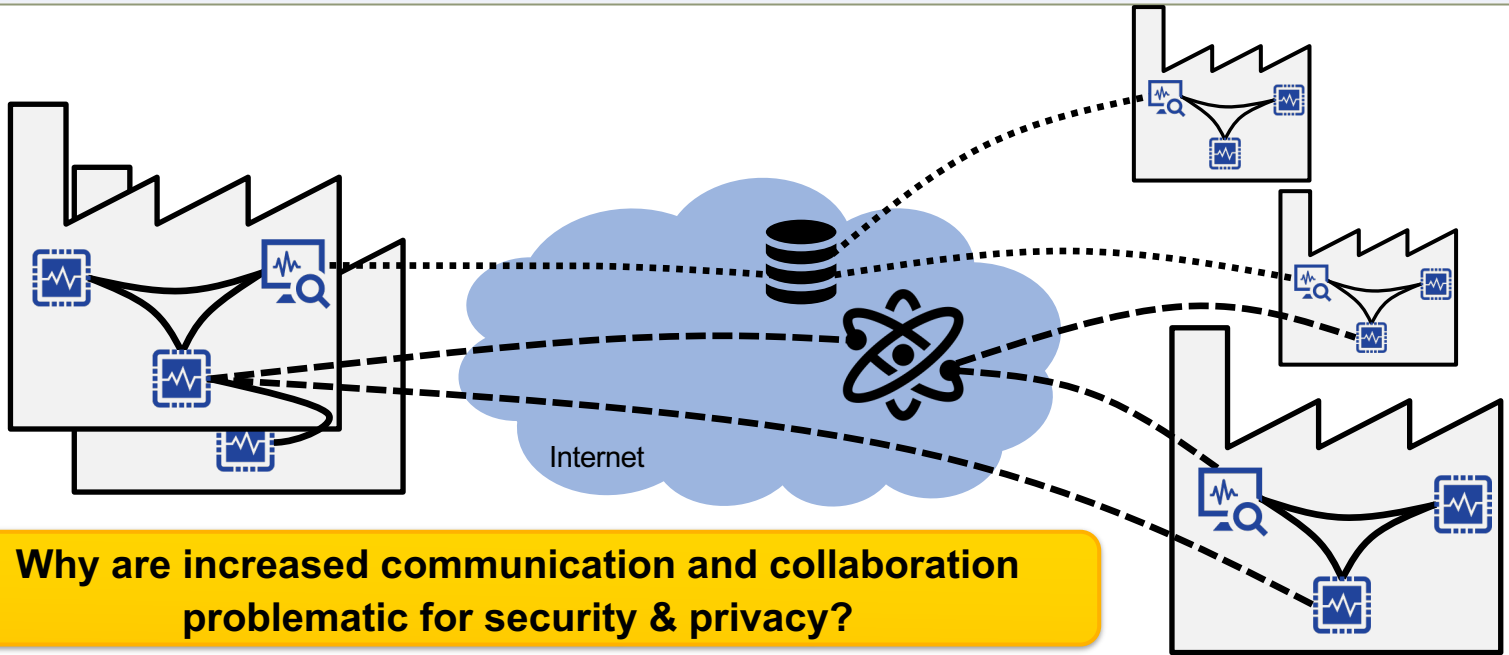 Internet
Why are increased communication and collaboration
problematic for security & privacy?